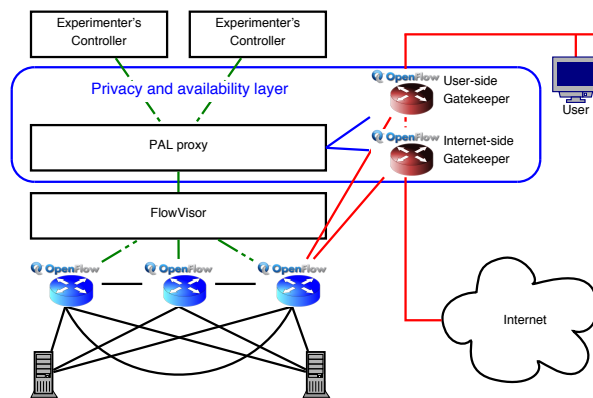 Experimenter's
Controller
Experimenter's
Controller
Privacy and availability layer
OpenFlow
User-side
Gatekeeper
User
PAL proxy
OpenFlow
Internet-side
Gatekeeper
FlowVisor
OpenFlow
OpenFlow
OpenFlow
Internet